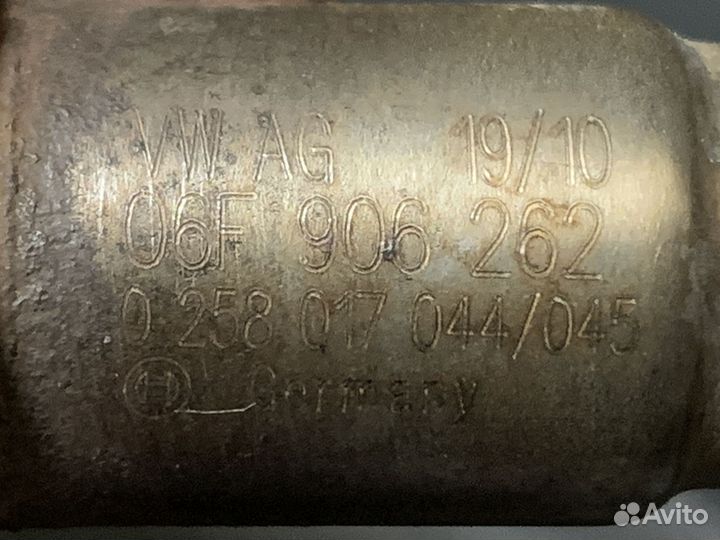 VW AG 19/10
06F 906 262
0 258 017 044/045
Germany
Avito